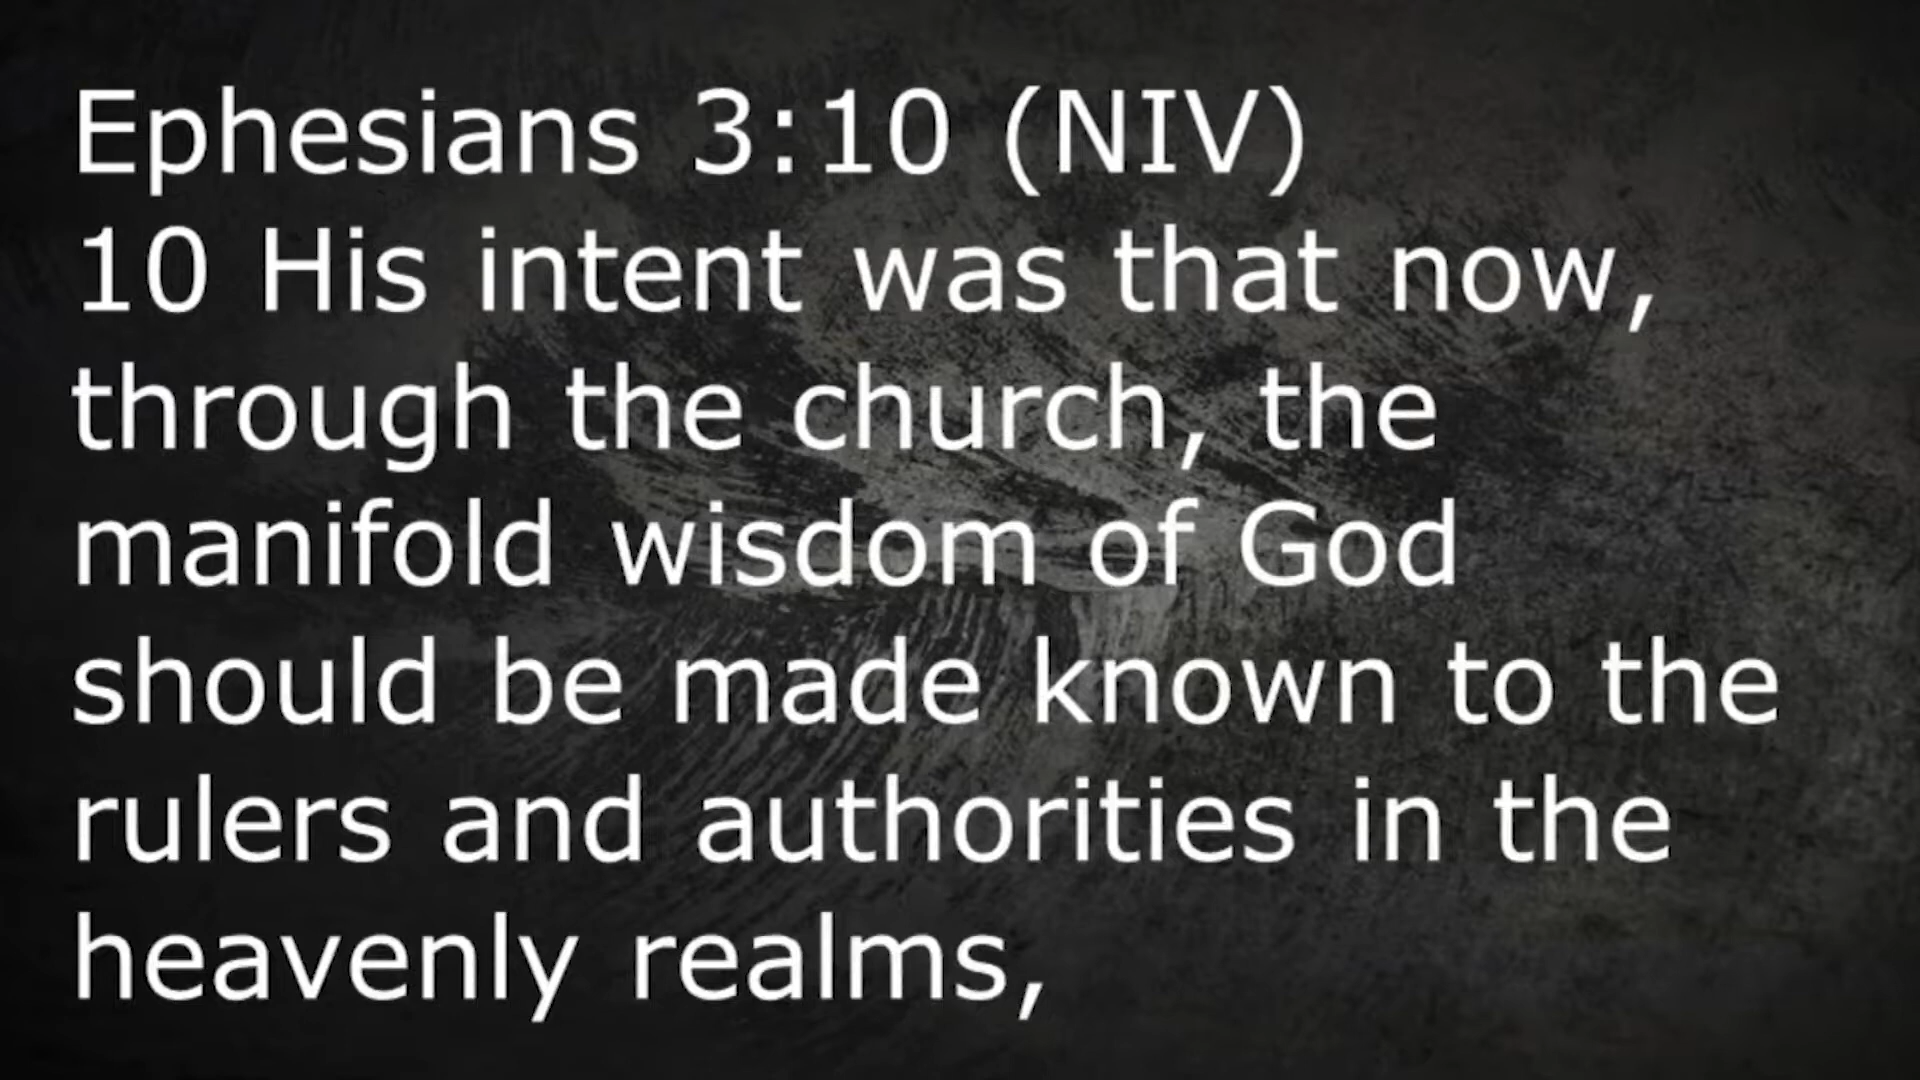 Ephesians 3:10 (NIV)
10 His intent was that now,
through the church, the
manifold wisdom of God
should be made known to the
rulers and authorities in the
heavenly realms,